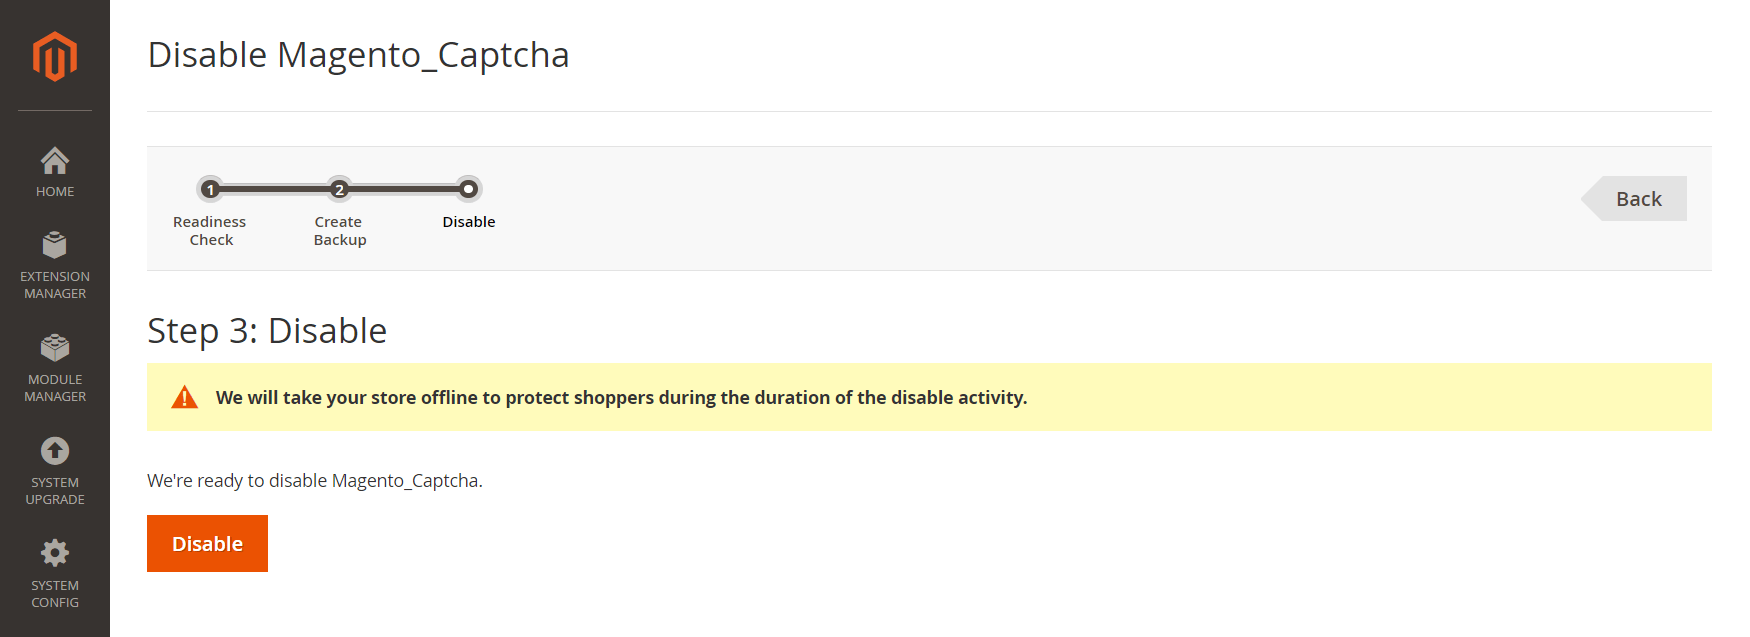 Disable Magento_Captcha
HOME
EXTENSION
MANAGER
MODULE
MANAGER
SYSTEM
UPGRADE
SYSTEM
CONFIG
1
2
Readiness
Check
Create
Backup
Disable
Back
Step 3: Disable
We will take your store offline to protect shoppers during the duration of the disable activity.
We're ready to disable Magento_Captcha.
Disable